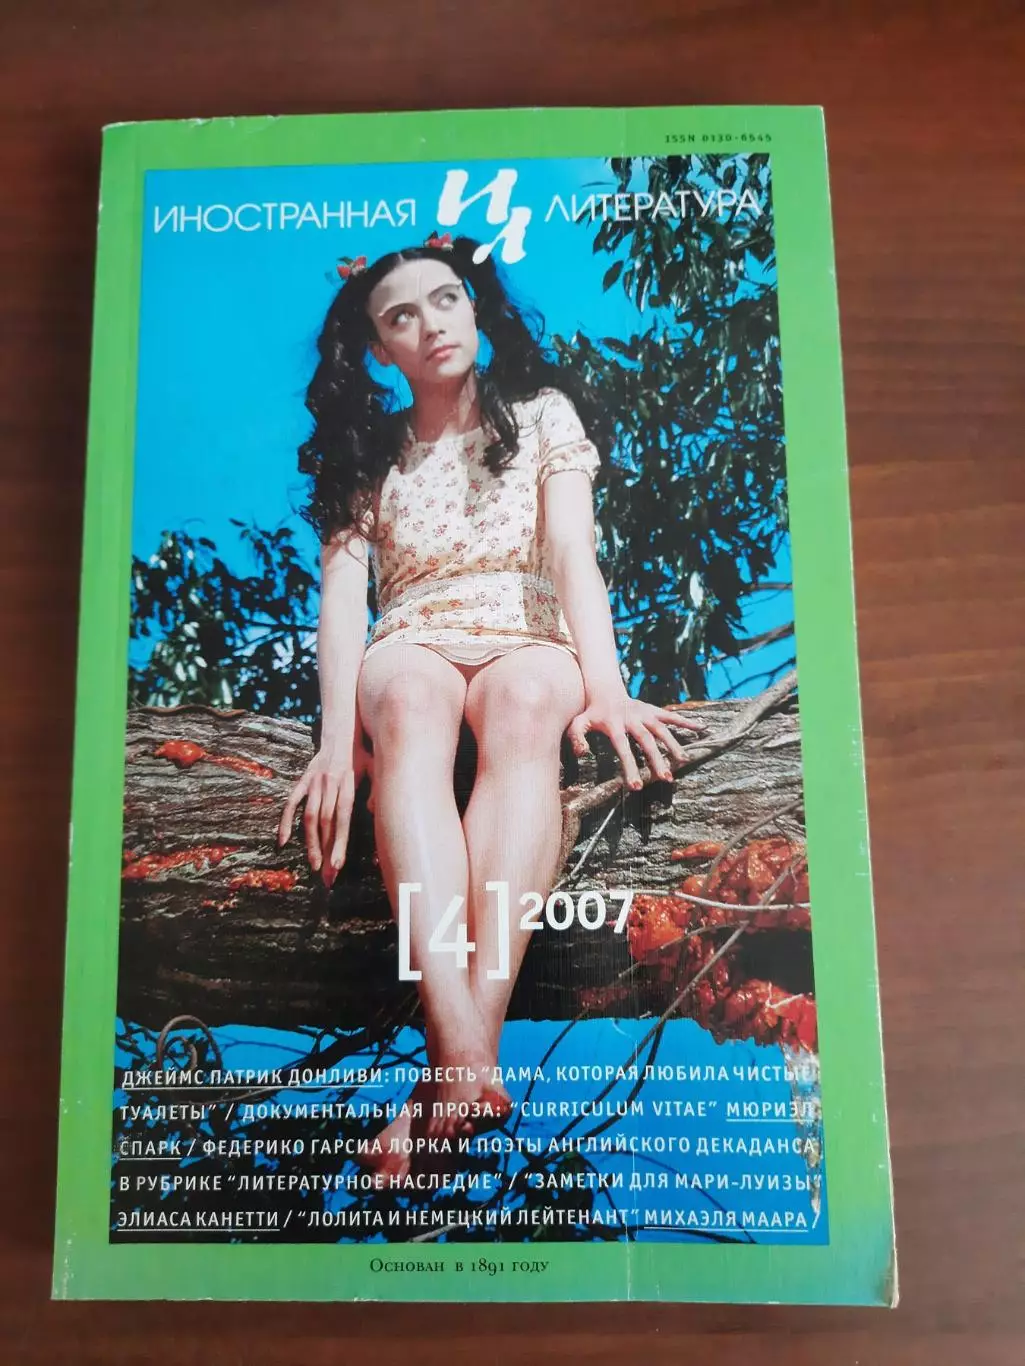 ISSN 0130-6545
ИНОСТРАННАЯ ИЛ ЛИТЕРАТУРА
[4] 2007
ДЖЕЙМС ПАТРИК ДОНЛИВИ: ПОВЕСТЬ "ДАМА, КОТОРАЯ ЛЮБИЛА ЧИСТЫЕ
ТУАЛЕТЫ" / ДОКУМЕНТАЛЬНАЯ ПРОЗА: "CURRICULUM VITAE" МЮРИЭЛ
СПАРК / ФЕДЕРИКО ГАРСИА ЛОРКА И ПОЭТЫ АНГЛИЙСКОГО ДЕКАДАНСА
В РУБРИКЕ "ЛИТЕРАТУРНОЕ НАСЛЕДИЕ" / "ЗАМЕТКИ ДЛЯ МАРИ-ЛУИЗЫ"
ЭЛИАСА КАНЕТТИ / "ЛОЛИТА И НЕМЕЦКИЙ ЛЕЙТЕНАНТ" МИХАЭЛЯ МААРА /
Основан в 1891 году